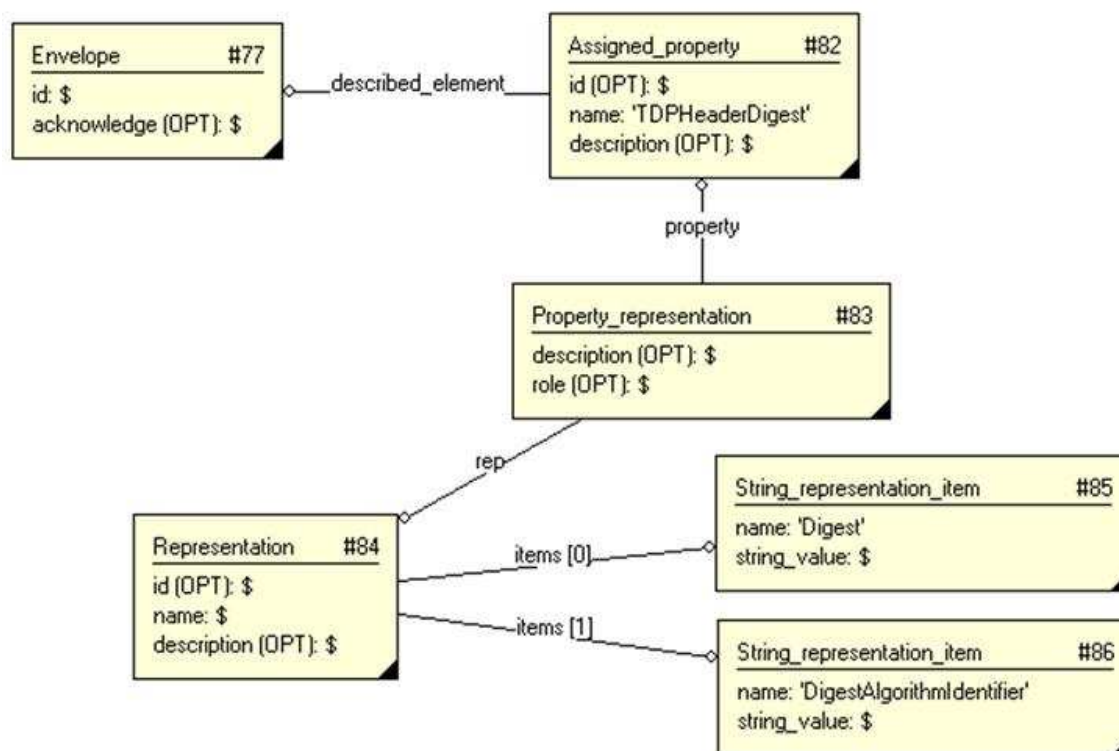 Envelope #77
id: $
acknowledge (OPT): $
described_element
Assigned_property #82
id (OPT): $
name: 'TDPHeaderDigest'
description (OPT): $
property
Property_representation #83
description (OPT): $
role (OPT): $
rep
Representation #84
id (OPT): $
name: $
description (OPT): $
items [0]
String_representation_item #85
name: 'Digest'
string_value: $
items [1]
String_representation_item #86
name: 'DigestAlgorithmIdentifier'
string_value: $